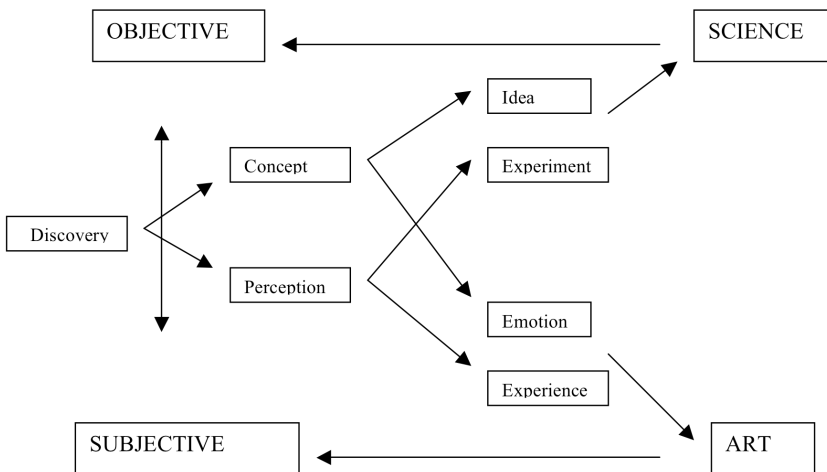 OBJECTIVE
SCIENCE
Idea
Concept
Experiment
Discovery
Perception
Emotion
Experience
SUBJECTIVE
ART